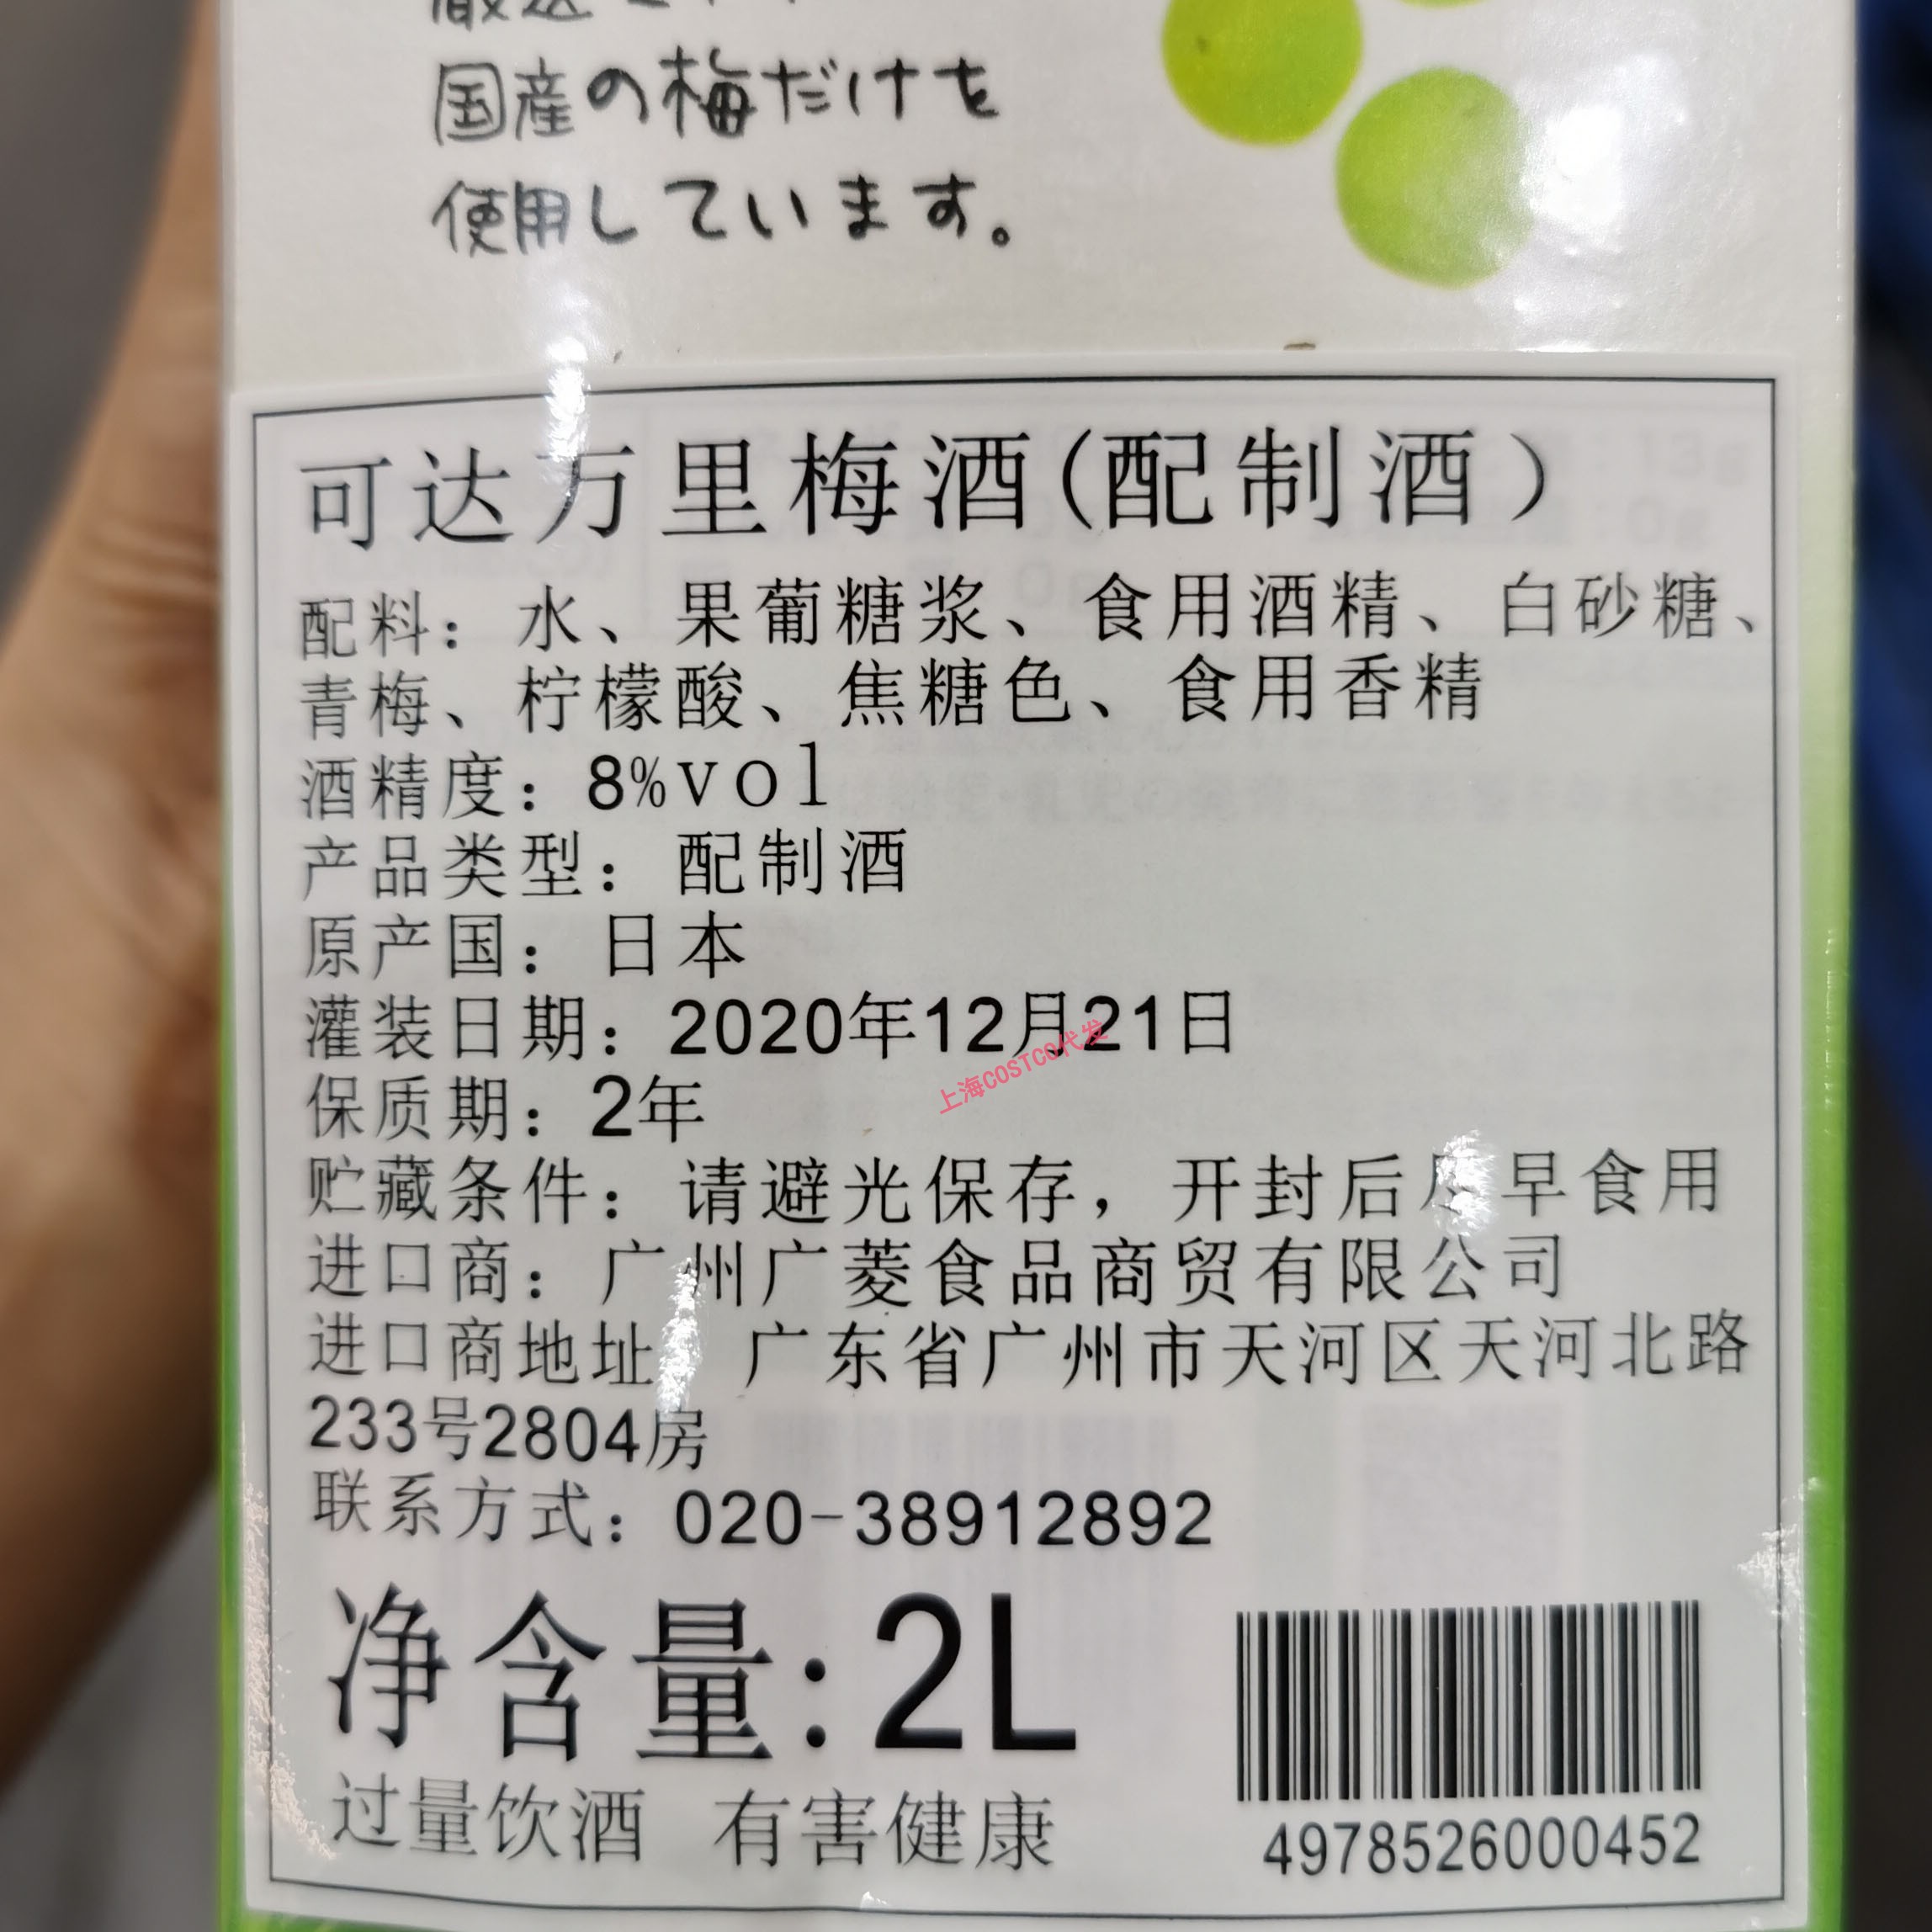 国産の梅だけを
使用しています。
可达万里梅酒(配制酒)
配料：水、果葡糖浆、食用酒精、白砂糖、
青梅、柠檬酸、焦糖色、食用香精
酒精度：8%vol
产品类型：配制酒
原产国：日本
灌装日期：2020年12月21日
上海COSTCO代发
保质期：2年
贮藏条件：请避光保存，开封后尽早食用
进口商：广州广菱食品商贸有限公司
进口商地址 广东省广州市天河区天河北路
233号2804房
联系方式：020-38912892
净含量:2L
过量饮酒 有害健康
4978526000452